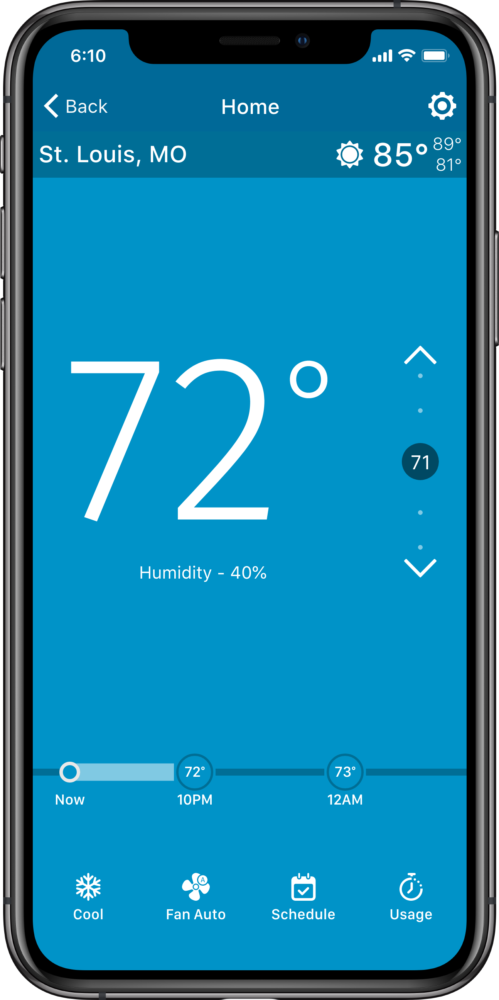 6:10
Back
Home
St. Louis, MO
85°
89°
81°
72°
71
Humidity - 40%
72°
73°
Now
10PM
12AM
A
Cool
Fan Auto
Schedule
Usage